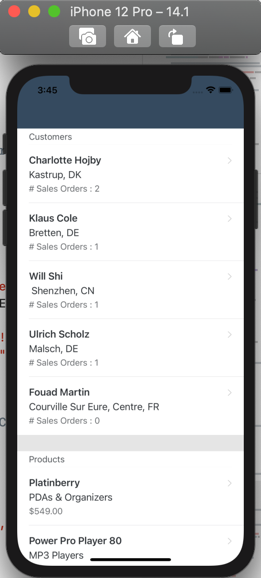 iPhone 12 Pro – 14.1
3:45
Customers
Charlotte Hojby
Kastrup, DK
# Sales Orders : 2
Klaus Cole
Bretten, DE
# Sales Orders : 1
Will Shi
Shenzhen, CN
# Sales Orders : 1
Ulrich Scholz
Malsch, DE
# Sales Orders : 1
Fouad Martin
Courville Sur Eure, Centre, FR
# Sales Orders : 0
Products
Platinberry
PDAs & Organizers
$549.00
Power Pro Player 80
MP3 Players